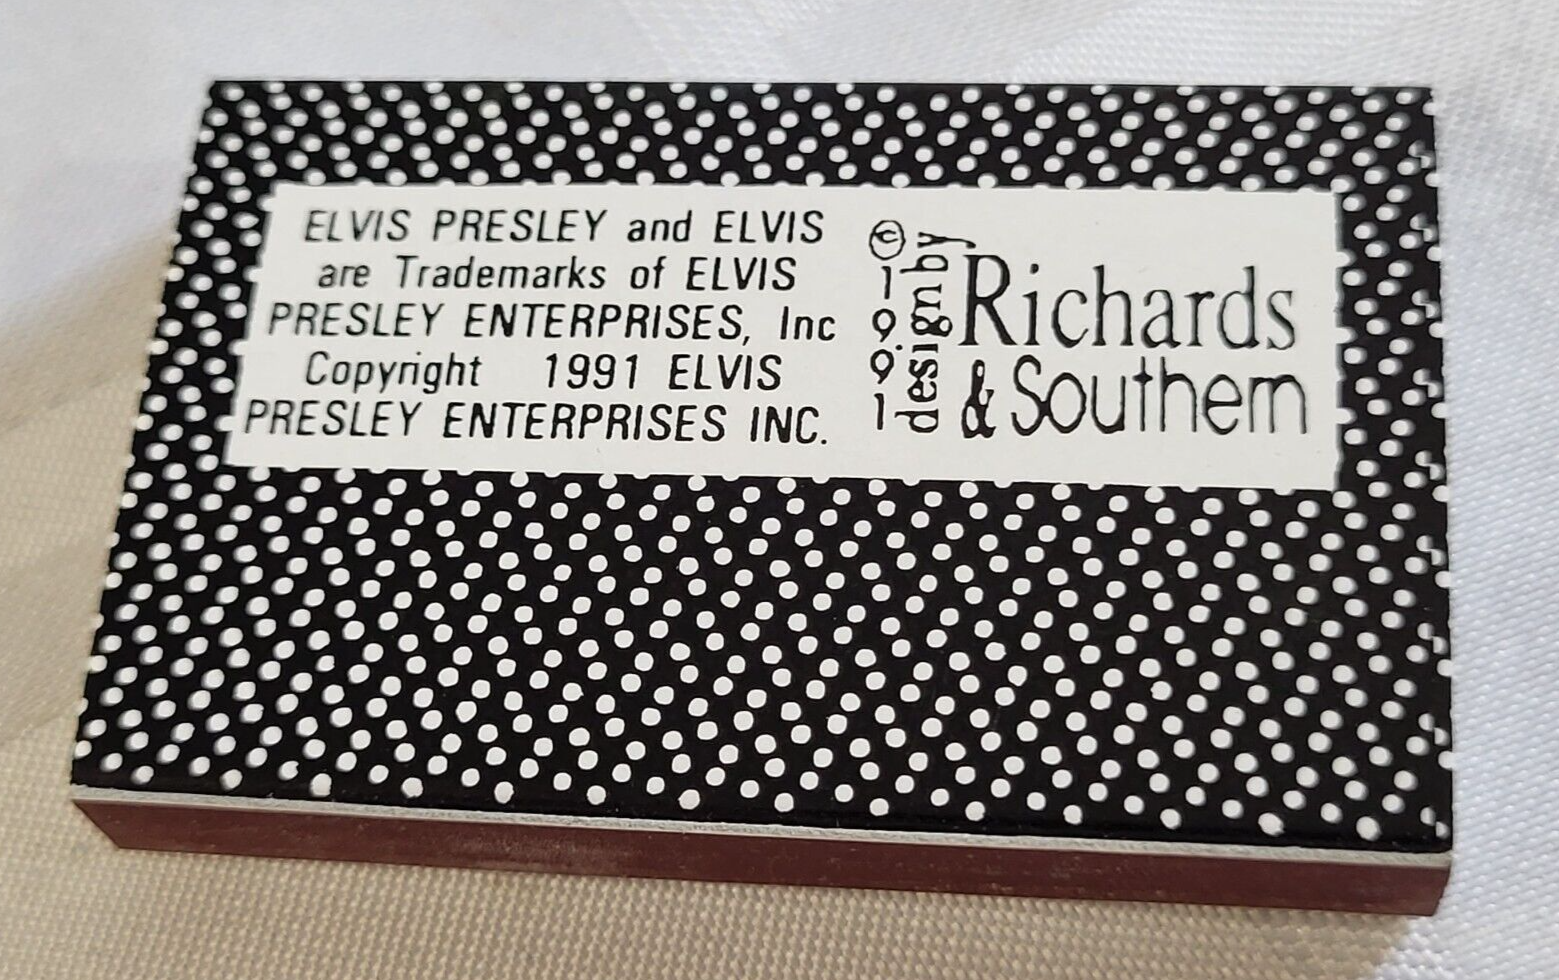 ELVIS PRESLEY and ELVIS
are Trademarks of ELVIS
PRESLEY ENTERPRISES, Inc
Copyright 1991 ELVIS
PRESLEY ENTERPRISES INC.
1991 ©
design by
Richards
& Southern